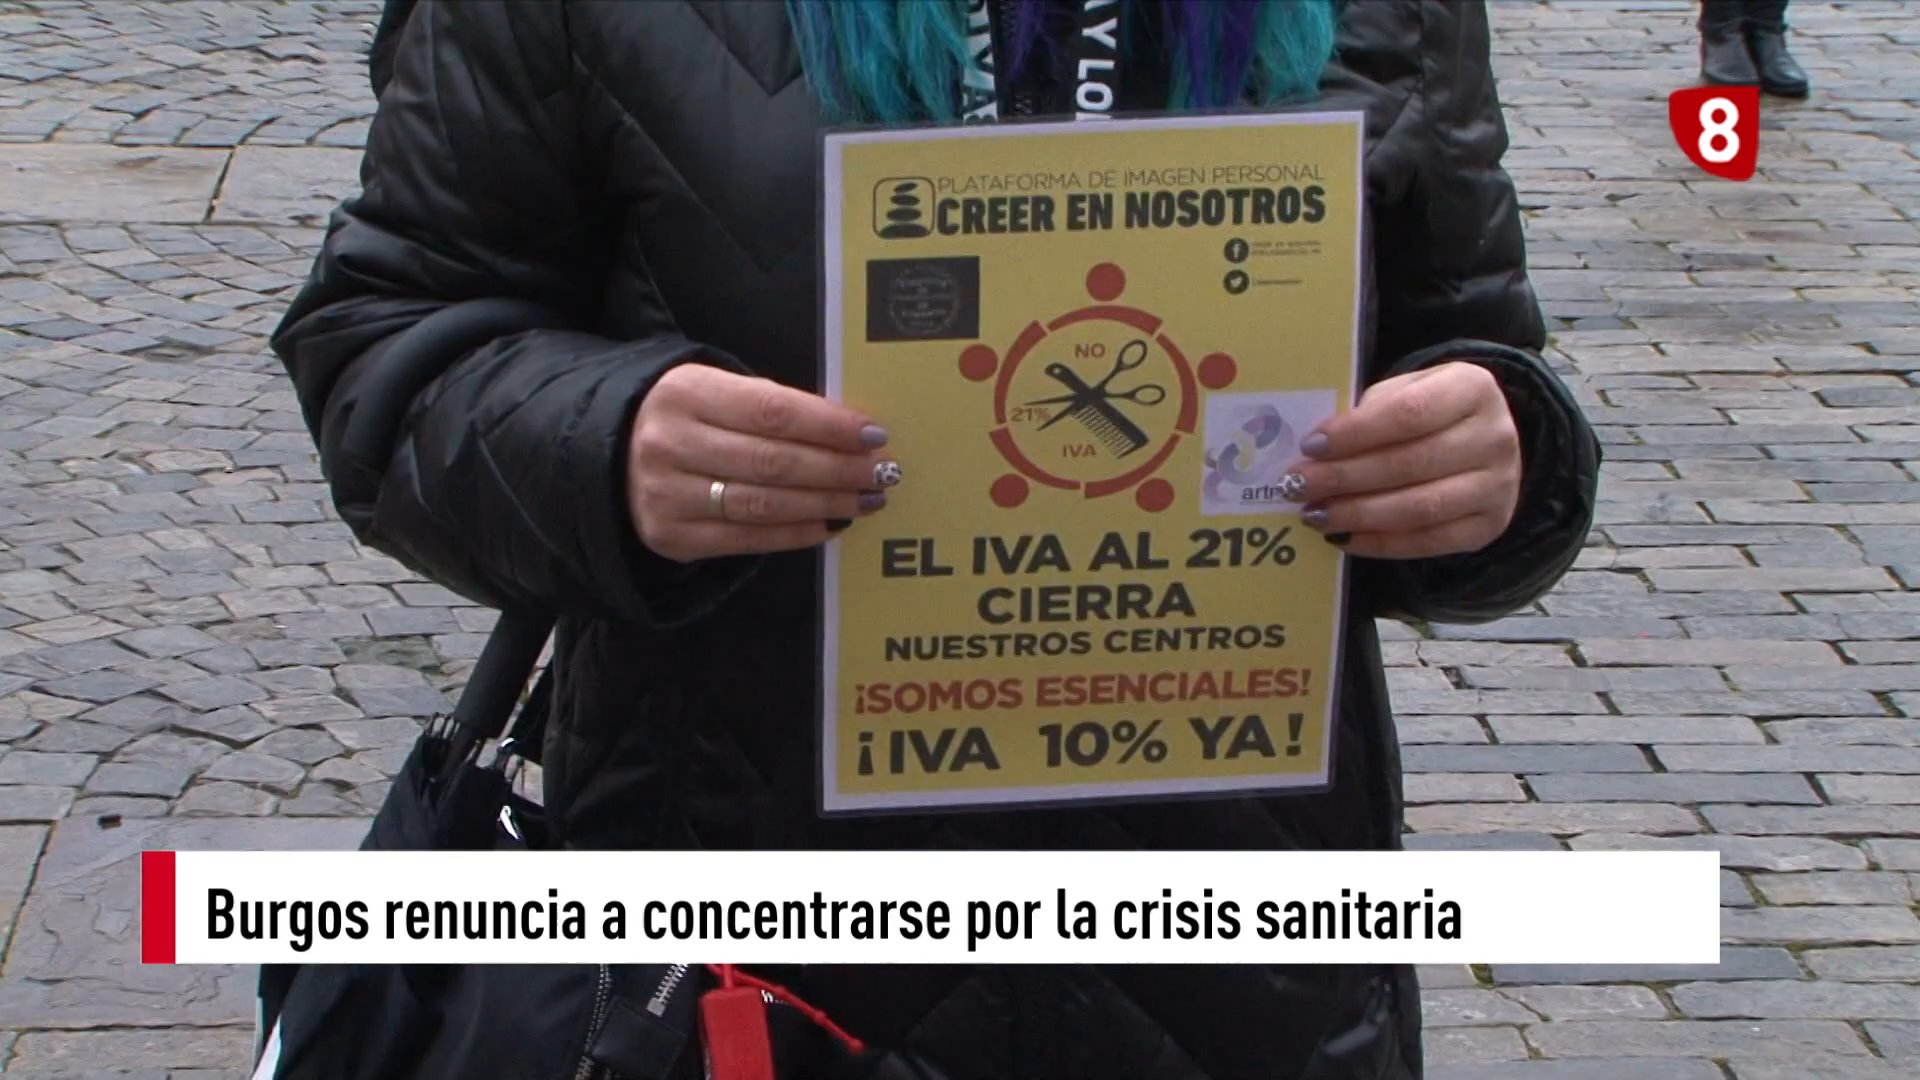 Y LO
8
PLATAFORMA DE IMAGEN PERSONAL
CREER EN NOSOTROS
NO
21%
IVA
EL IVA AL 21%
CIERRA
NUESTROS CENTROS
¡SOMOS ESENCIALES!
¡IVA 10% YA!
Burgos renuncia a concentrarse por la crisis sanitaria